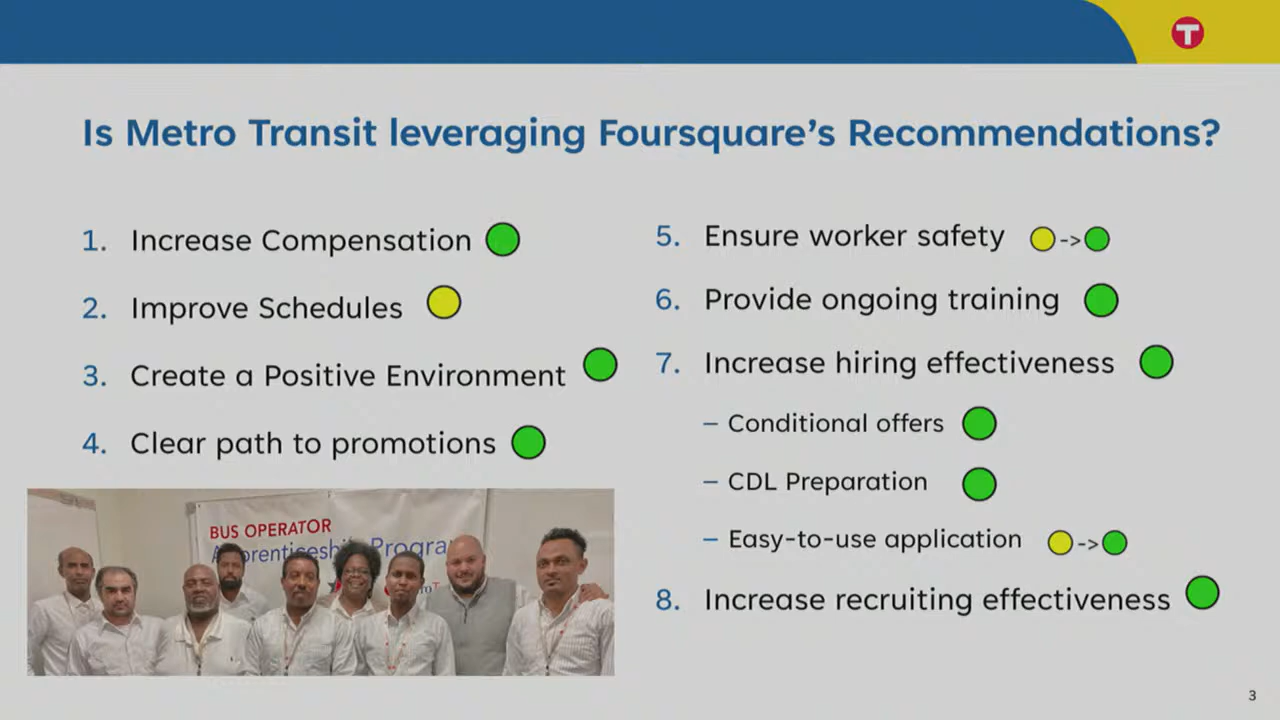 T
Is Metro Transit leveraging Foursquare's Recommendations?
1. Increase Compensation
2. Improve Schedules
3. Create a Positive Environment
4. Clear path to promotions
5. Ensure worker safety ->
6. Provide ongoing training
7. Increase hiring effectiveness
– Conditional offers
– CDL Preparation
– Easy-to-use application ->
8. Increase recruiting effectiveness
BUS OPERATOR
3